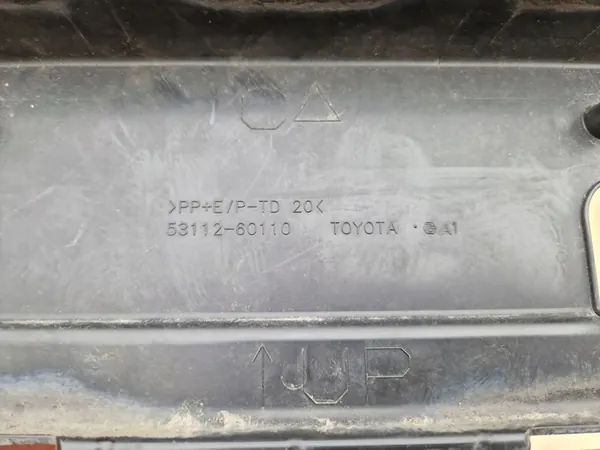 C△
>PP+E/P-TD 20<
53112-60110 TOYOTA · A1
↑UP